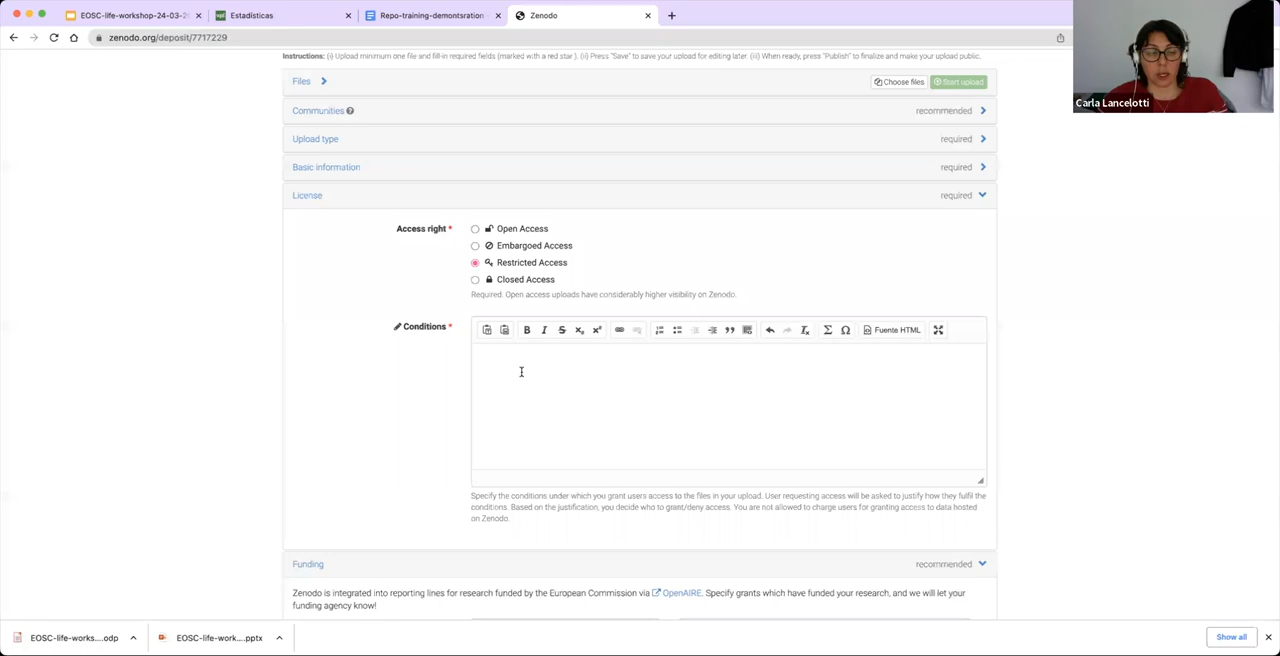 EOSC-life-workshop-24-03-2
Estadísticas
Repo-training-demontsration
Zenodo
zenodo.org/deposit/7717229
Instructions: (i) Upload minimum one file and fill-in required fields (marked with a red star ). (ii) Press "Save" to save your upload for editing later. (iii) When ready, press "Publish" to finalize and make your upload public.
Files
Choose files
Start upload
Communities
recommended
Upload type
required
Basic information
required
License
required
Access right *
Open Access
Embargoed Access
Restricted Access
Closed Access
Required. Open access uploads have considerably higher visibility on Zenodo.
Conditions *
Fuente HTML
Specify the conditions under which you grant users access to the files in your upload. User requesting access will be asked to justify how they fulfil the
conditions. Based on the justification, you decide who to grant/deny access. You are not allowed to charge users for granting access to data hosted
on Zenodo.
Funding
recommended
Zenodo is integrated into reporting lines for research funded by the European Commission via OpenAIRE. Specify grants which have funded your research, and we will let your
funding agency know!
EOSC-life-works....odp
EOSC-life-work....pptx
Show all
Carla Lancelotti